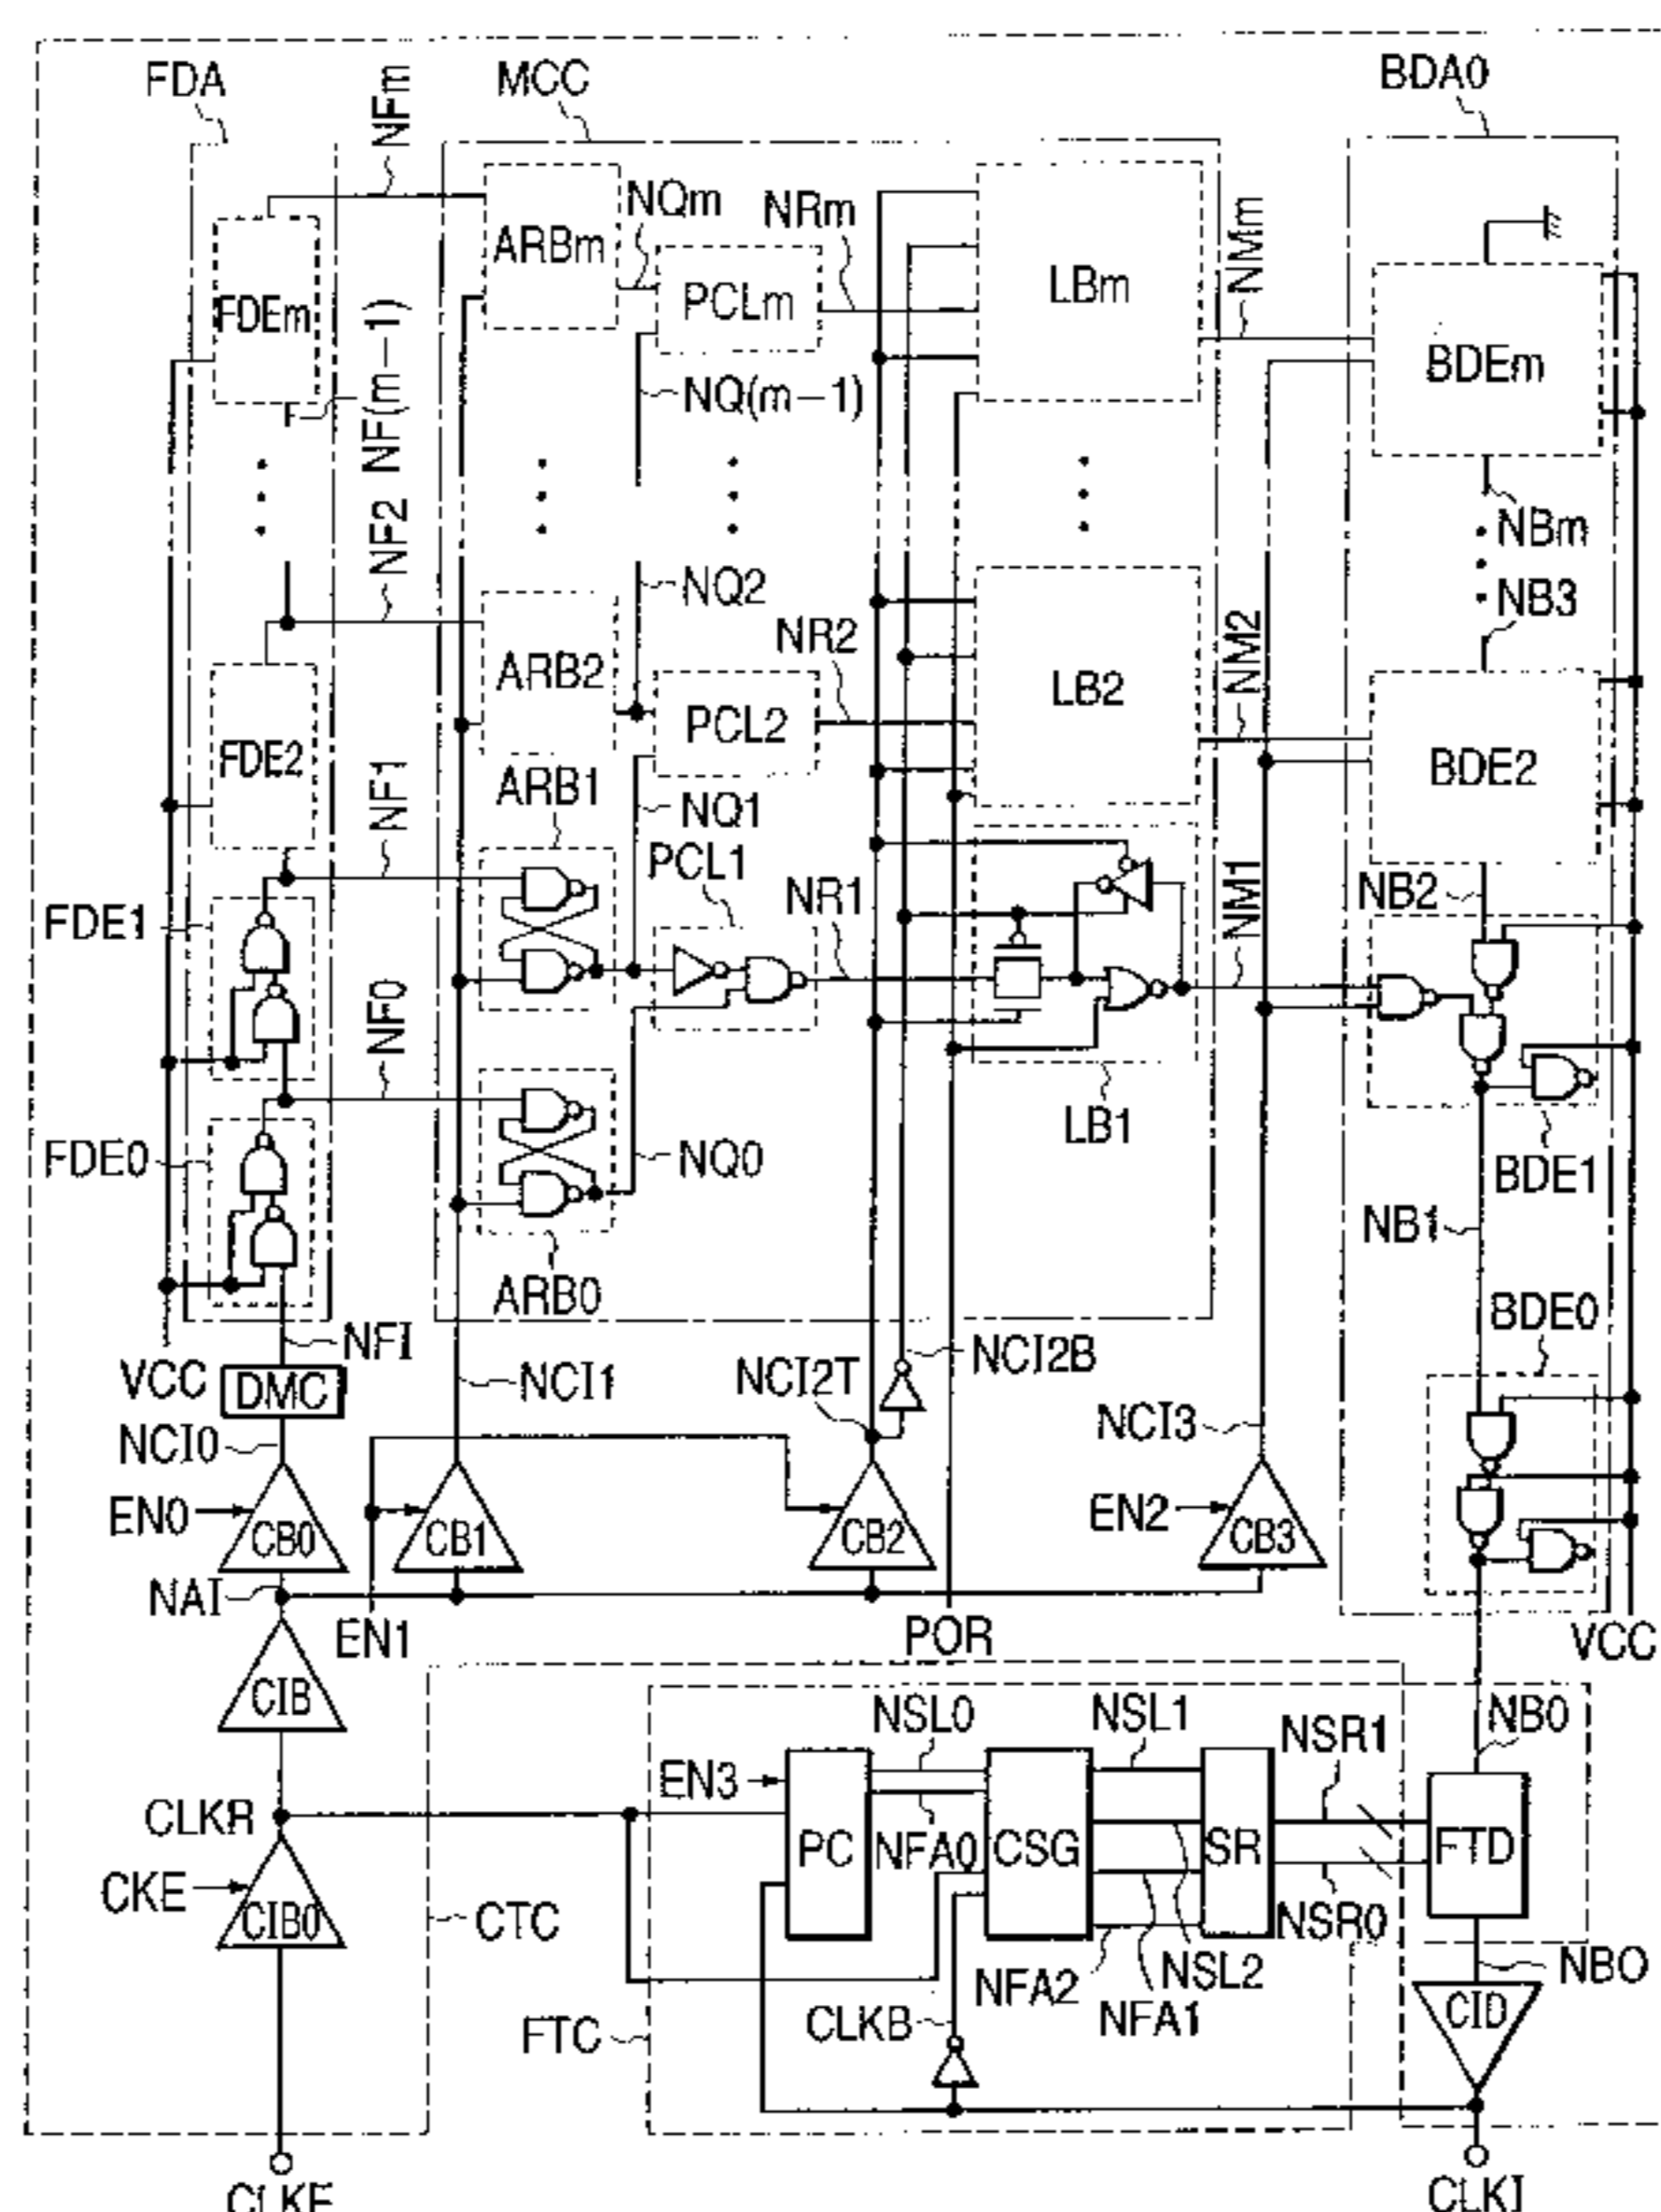 FDA
NFm
MCC
BDA0
ARBm
NQm
NRm
LBm
NMm
FDEm
PCLm
BDEm
NF(m-1)
NQ(m-1)
NF2
NBm
NQ2
NB3
ARB2
NR2
LB2
NM2
FDE2
PCL2
BDE2
NF1
ARB1
NQ1
PCL1
NB2
FDE1
NR1
NM1
NF0
LB1
FDE0
NQ0
BDE1
NB1
ARB0
BDE0
NFI
VCC
DMC
NCI1
NCI2T
NCI2B
NCI0
NCI3
EN0
CB0
CB1
CB2
EN2
CB3
NAI
EN1
POR
VCC
CIB
NSL0
NSL1
NSR1
NB0
EN3
CLKR
PC
NFA0
CSG
SR
FTD
CKE
CIB0
CTC
NSR0
NFA2
NSL2
NBO
FTC
CLKB
NFA1
CID
CLKI